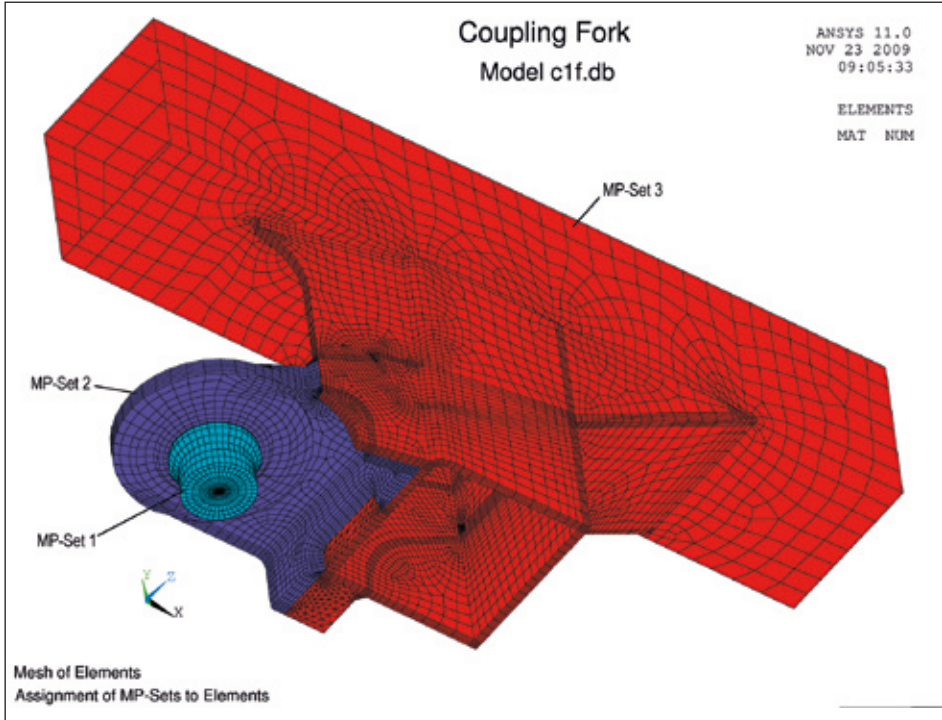 Coupling Fork
Model c1f.db
ANSYS 11.0
NOV 23 2009
09:05:33
ELEMENTS
MAT NUM
MP-Set 3
MP-Set 2
MP-Set 1
Y
Z
X
Mesh of Elements
Assignment of MP-Sets to Elements